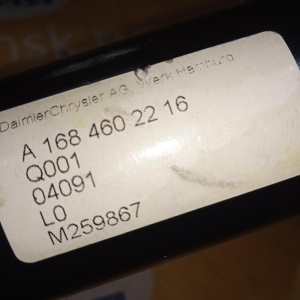 DaimlerChrysler AG, Werk Hamburg
A 168 460 22 16
Q001
04091
L0
M259867